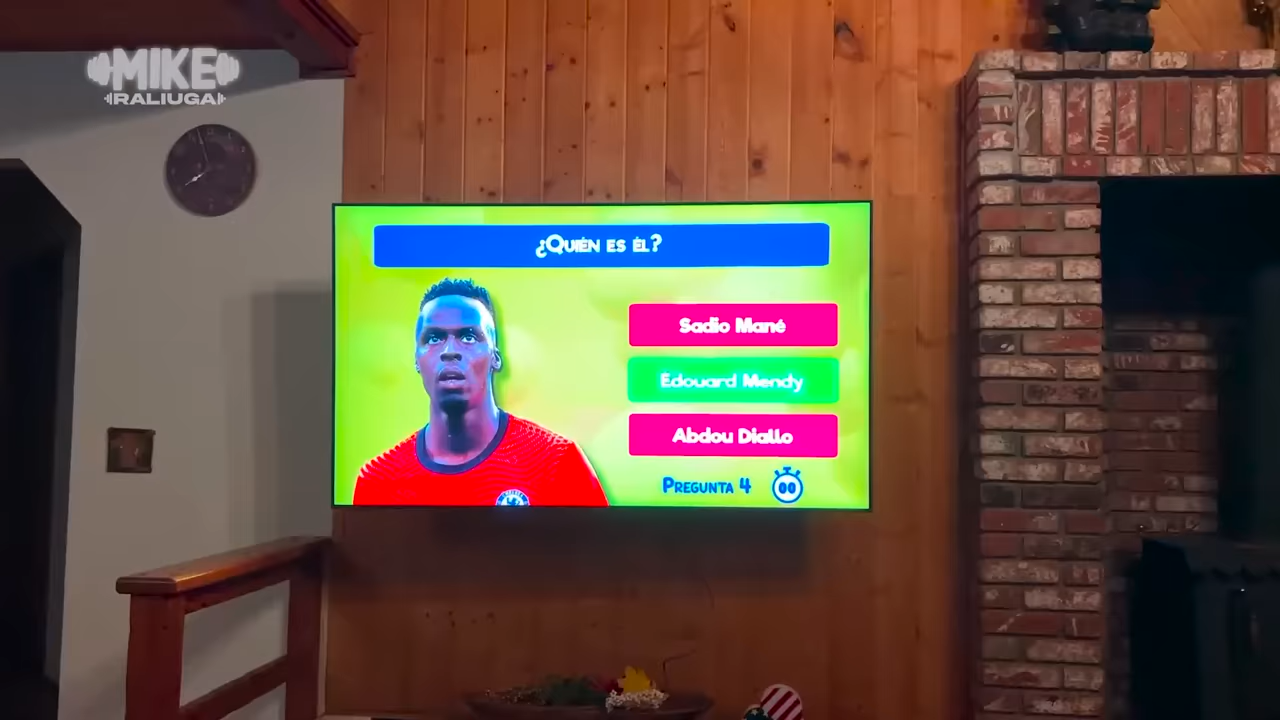 MIKE
RALIUGA
¿Quién es él?
Sadio Mané
Edouard Mendy
Abdou Diallo
Pregunta 4
00